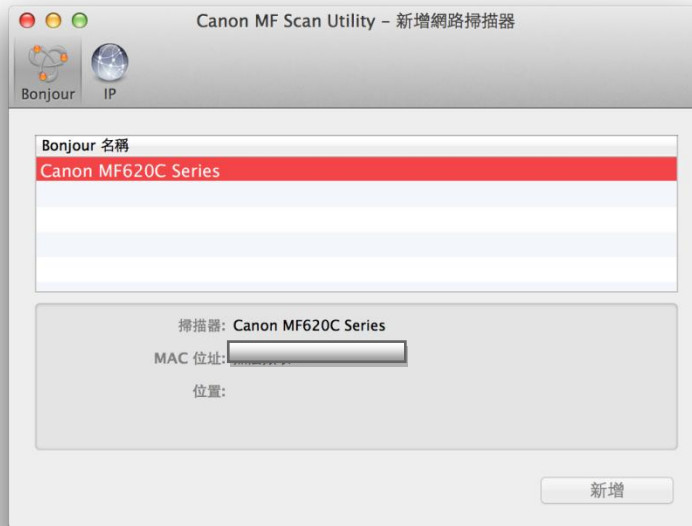 Canon MF Scan Utility – 新增網路掃描器
Bonjour IP
Bonjour 名稱
Canon MF620C Series
掃描器: Canon MF620C Series
MAC 位址:
位置:
新增